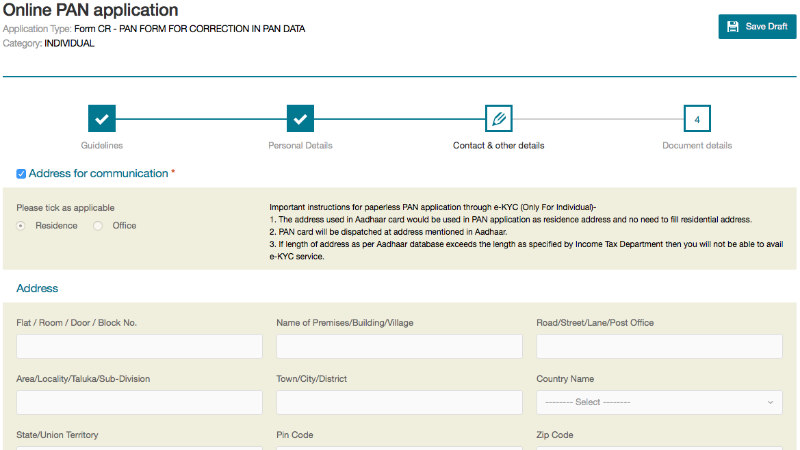 Online PAN application
Application Type: Form CR - PAN FORM FOR CORRECTION IN PAN DATA
Category: INDIVIDUAL
Save Draft
4
Guidelines
Personal Details
Contact & other details
Document details
Address for communication *
Please tick as applicable
Residence
Office
Important instructions for paperless PAN application through e-KYC (Only For Individual)-
1. The address used in Aadhaar card would be used in PAN application as residence address and no need to fill residential address.
2. PAN card will be dispatched at address mentioned in Aadhaar.
3. If length of address as per Aadhaar database exceeds the length as specified by Income Tax Department then you will not be able to avail
e-KYC service.
Address
Flat / Room / Door / Block No.
Name of Premises/Building/Village
Road/Street/Lane/Post Office
Area/Locality/Taluka/Sub-Division
Town/City/District
Country Name
-------- Select --------
State/Union Territory
Pin Code
Zip Code